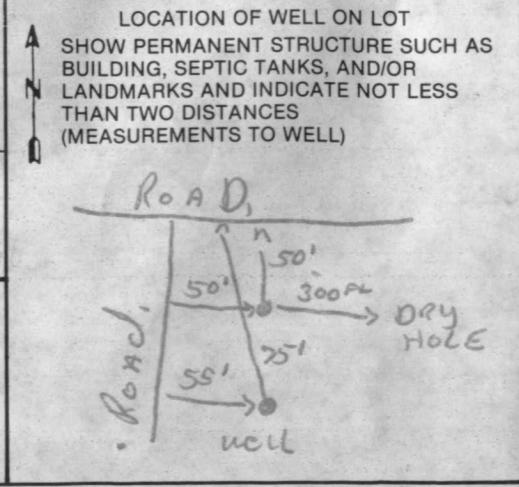 LOCATION OF WELL ON LOT
SHOW PERMANENT STRUCTURE SUCH AS
BUILDING, SEPTIC TANKS, AND/OR
N LANDMARKS AND INDICATE NOT LESS
THAN TWO DISTANCES
(MEASUREMENTS TO WELL)
ROAD,
50'
50'
300 Ft
DRY
HOLE
ROAD,
75'
55'
WELL